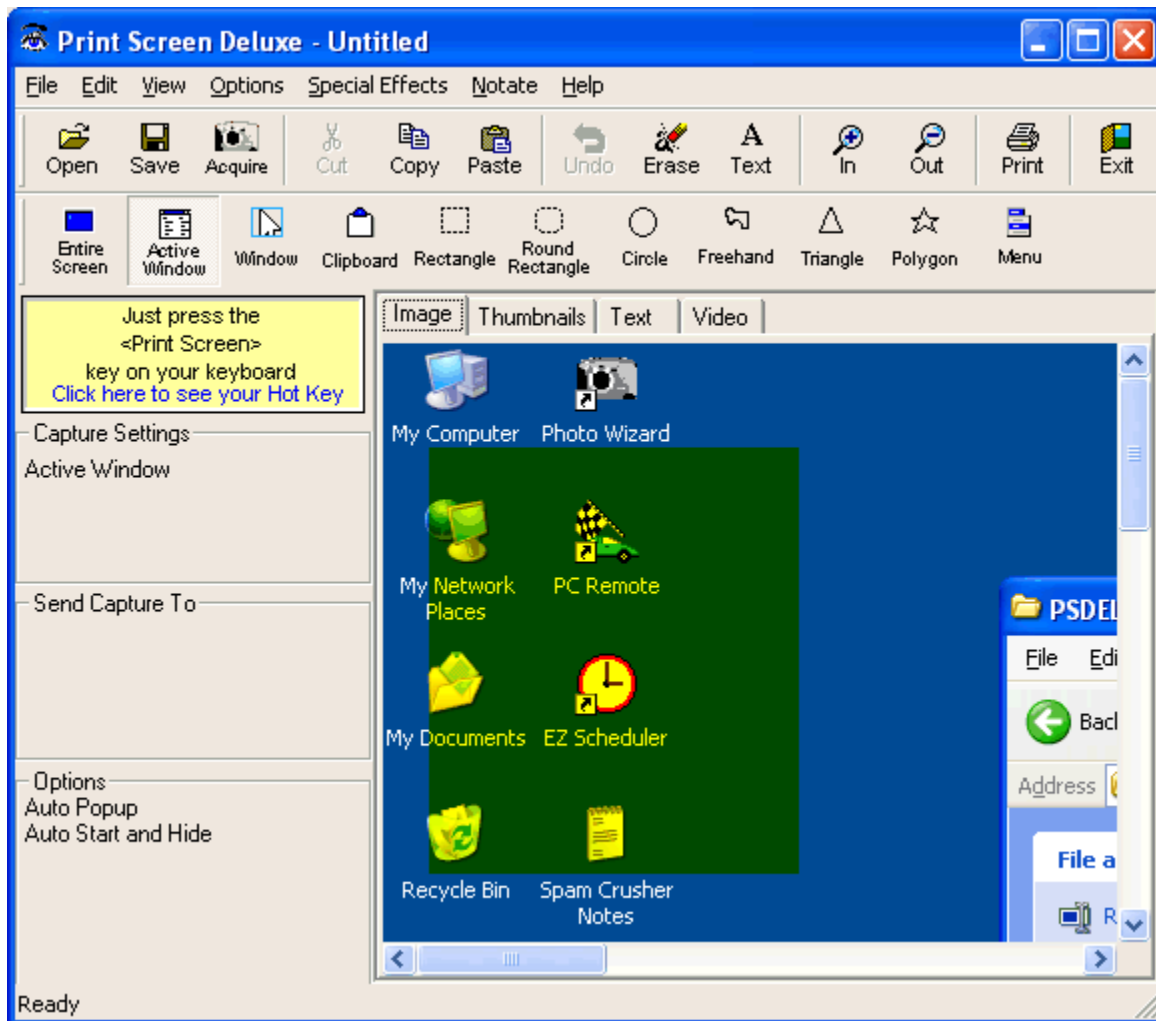 Print Screen Deluxe - Untitled
File Edit View Options Special Effects Notate Help
Open Save Acquire Cut Copy Paste Undo Erase A Text In Out Print Exit
Entire Screen Active Window Window Clipboard Rectangle Round Rectangle Circle Freehand Triangle Polygon Menu
Just press the
<Print Screen>
key on your keyboard
Click here to see your Hot Key
Capture Settings
Active Window
Send Capture To
Options
Auto Popup
Auto Start and Hide
Image Thumbnails Text Video
My Computer Photo Wizard
My Network Places PC Remote
My Documents EZ Scheduler
Recycle Bin Spam Crusher Notes
PSDEL
File Edi
Bacl
Address
File a
R
Ready